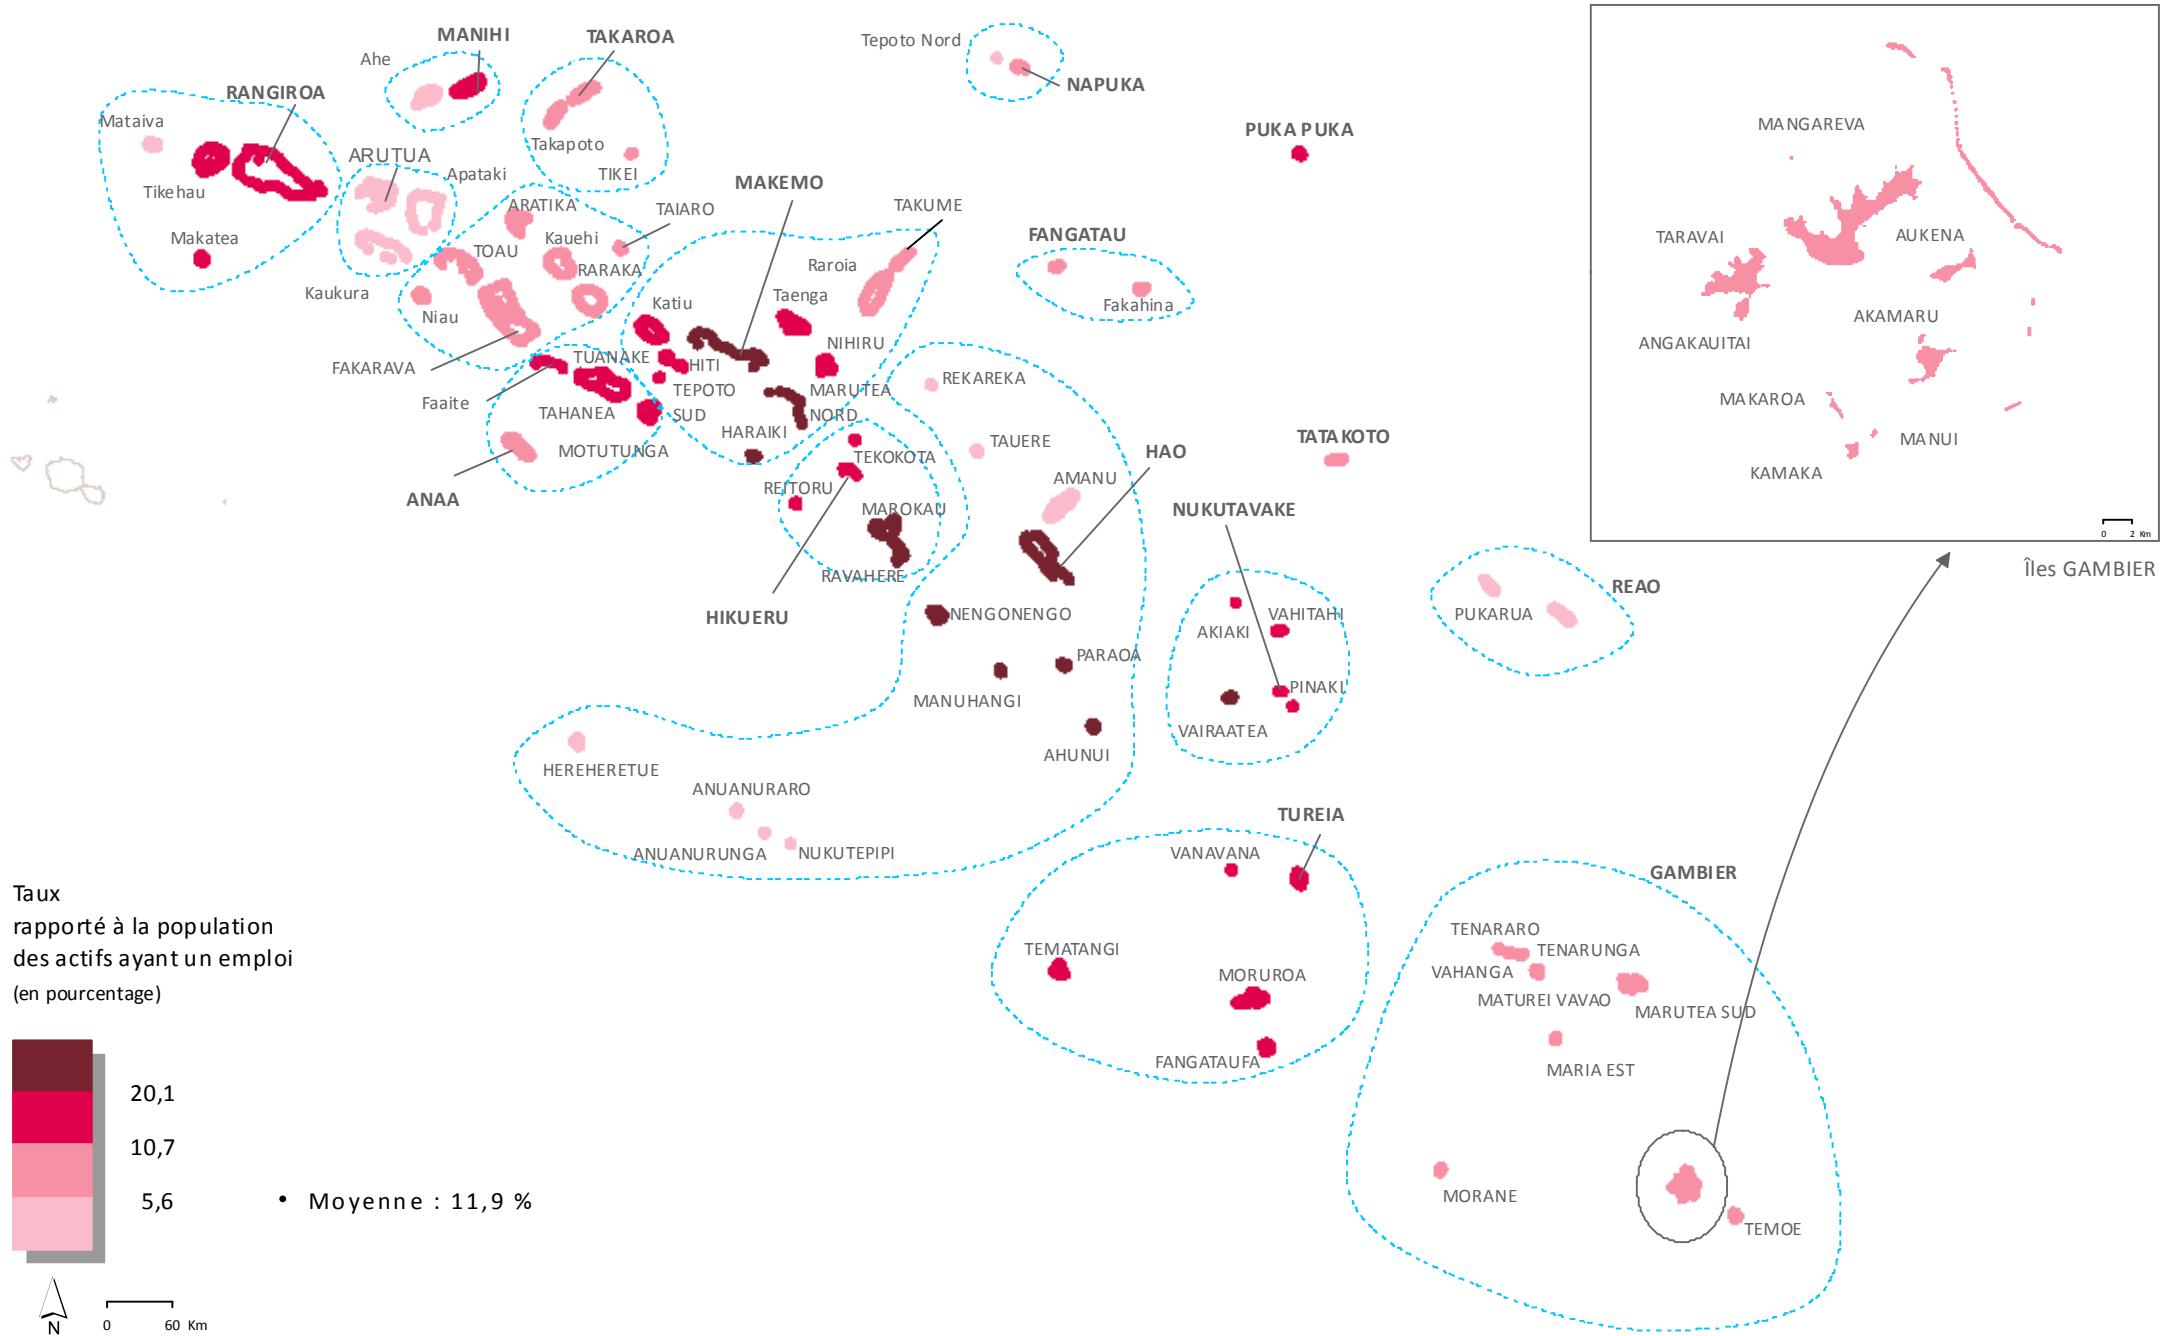 MANIHI
TAKAROA
Tepoto Nord
Ahe
NAPUKA
RANGIROA
Mataiva
PUKA PUKA
MANGAREVA
Takapoto
ARUTUA
Apataki
TIKEI
MAKEMO
Tikehau
ARATIKA
TAIARO
TAKUME
Makatea
Kauehi
FANGATAU
TARAVAI
AUKENA
TOAU
RARAKA
Raroia
Kaukura
Niau
Katiu
Taenga
Fakahina
AKAMARU
ANGAKAUITAI
NIHIRU
FAKARAVA
TUANAKE
HITI
REKAREKA
Faaite
TEPOTO
SUD
MARUTEA
NORD
MAKAROA
TAHANEA
HARAIKI
TATAKOTO
TAUERE
MANUI
MOTUTUNGA
TEKOKOTA
HAO
KAMAKA
ANAA
REITORU
AMANU
MAROKAU
NUKUTAVAKE
0 2 Km
RAVAHERE
Îles GAMBIER
REAO
HIKUERU
NENGONENGO
VAHITAHI
PUKARUA
AKIAKI
PARAOA
MANUHANGI
PINAKI
VAIRAATEA
AHUNUI
HEREHERETUE
ANUANURARO
TUREIA
ANUANURUNGA
NUKUTEPIPI
VANAVANA
GAMBIER
Taux
rapporté à la population
des actifs ayant un emploi
(en pourcentage)
TENARARO
TEMATANGI
TENARUNGA
VAHANGA
MORUROA
MATUREI VAVAO
MARUTEA SUD
FANGATAUFA
MARIA EST
20,1
10,7
5,6
• Moyenne : 11,9 %
MORANE
TEMOE
N
0 60 Km